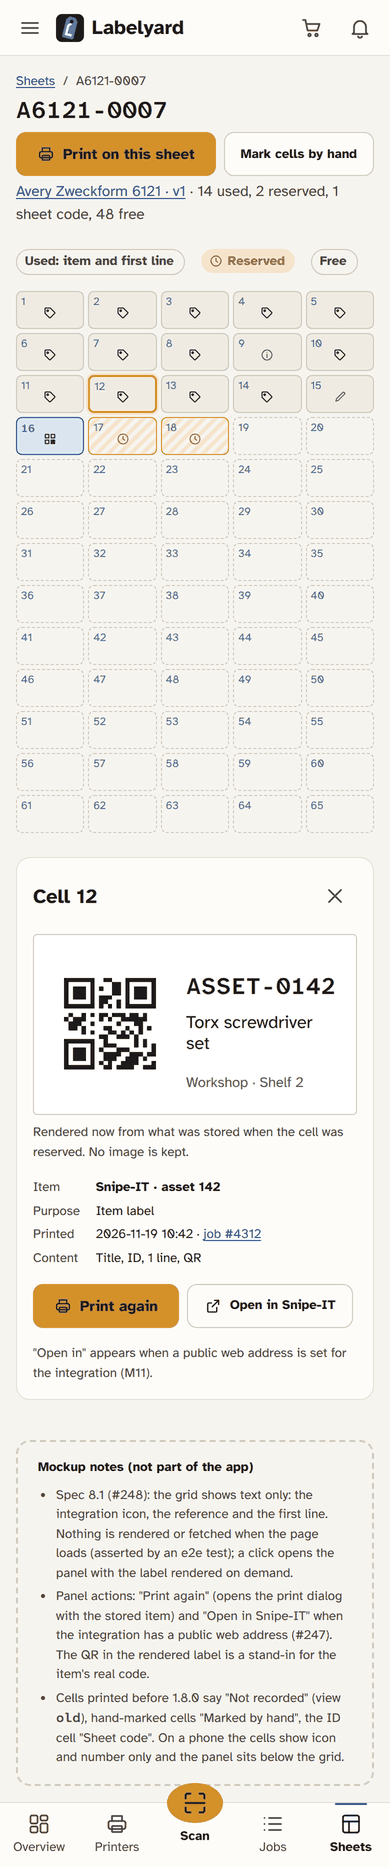 Labelyard
Sheets / A6121-0007
A6121-0007
Print on this sheet
Mark cells by hand
Avery Zweckform 6121 · v1 · 14 used, 2 reserved, 1
sheet code, 48 free
Used: item and first line
Reserved
Free
1 2 3 4 5
6 7 8 9 10
11 12 13 14 15
16 17 18 19 20
21 22 23 24 25
26 27 28 29 30
31 32 33 34 35
36 37 38 39 40
41 42 43 44 45
46 47 48 49 50
51 52 53 54 55
56 57 58 59 60
61 62 63 64 65
Cell 12
ASSET-0142
Torx screwdriver
set
Workshop · Shelf 2
Rendered now from what was stored when the cell was
reserved. No image is kept.
Item Snipe-IT · asset 142
Purpose Item label
Printed 2026-11-19 10:42 · job #4312
Content Title, ID, 1 line, QR
Print again
Open in Snipe-IT
"Open in" appears when a public web address is set for
the integration (M11).
Mockup notes (not part of the app)
• Spec 8.1 (#248): the grid shows text only: the
integration icon, the reference and the first line.
Nothing is rendered or fetched when the page
loads (asserted by an e2e test); a click opens the
panel with the label rendered on demand.
• Panel actions: "Print again" (opens the print dialog
with the stored item) and "Open in Snipe-IT" when
the integration has a public web address (#247).
The QR in the rendered label is a stand-in for the
item's real code.
• Cells printed before 1.8.0 say "Not recorded" (view
old), hand-marked cells "Marked by hand", the ID
cell "Sheet code". On a phone the cells show icon
and number only and the panel sits below the grid.
Overview
Printers
Scan
Jobs
Sheets